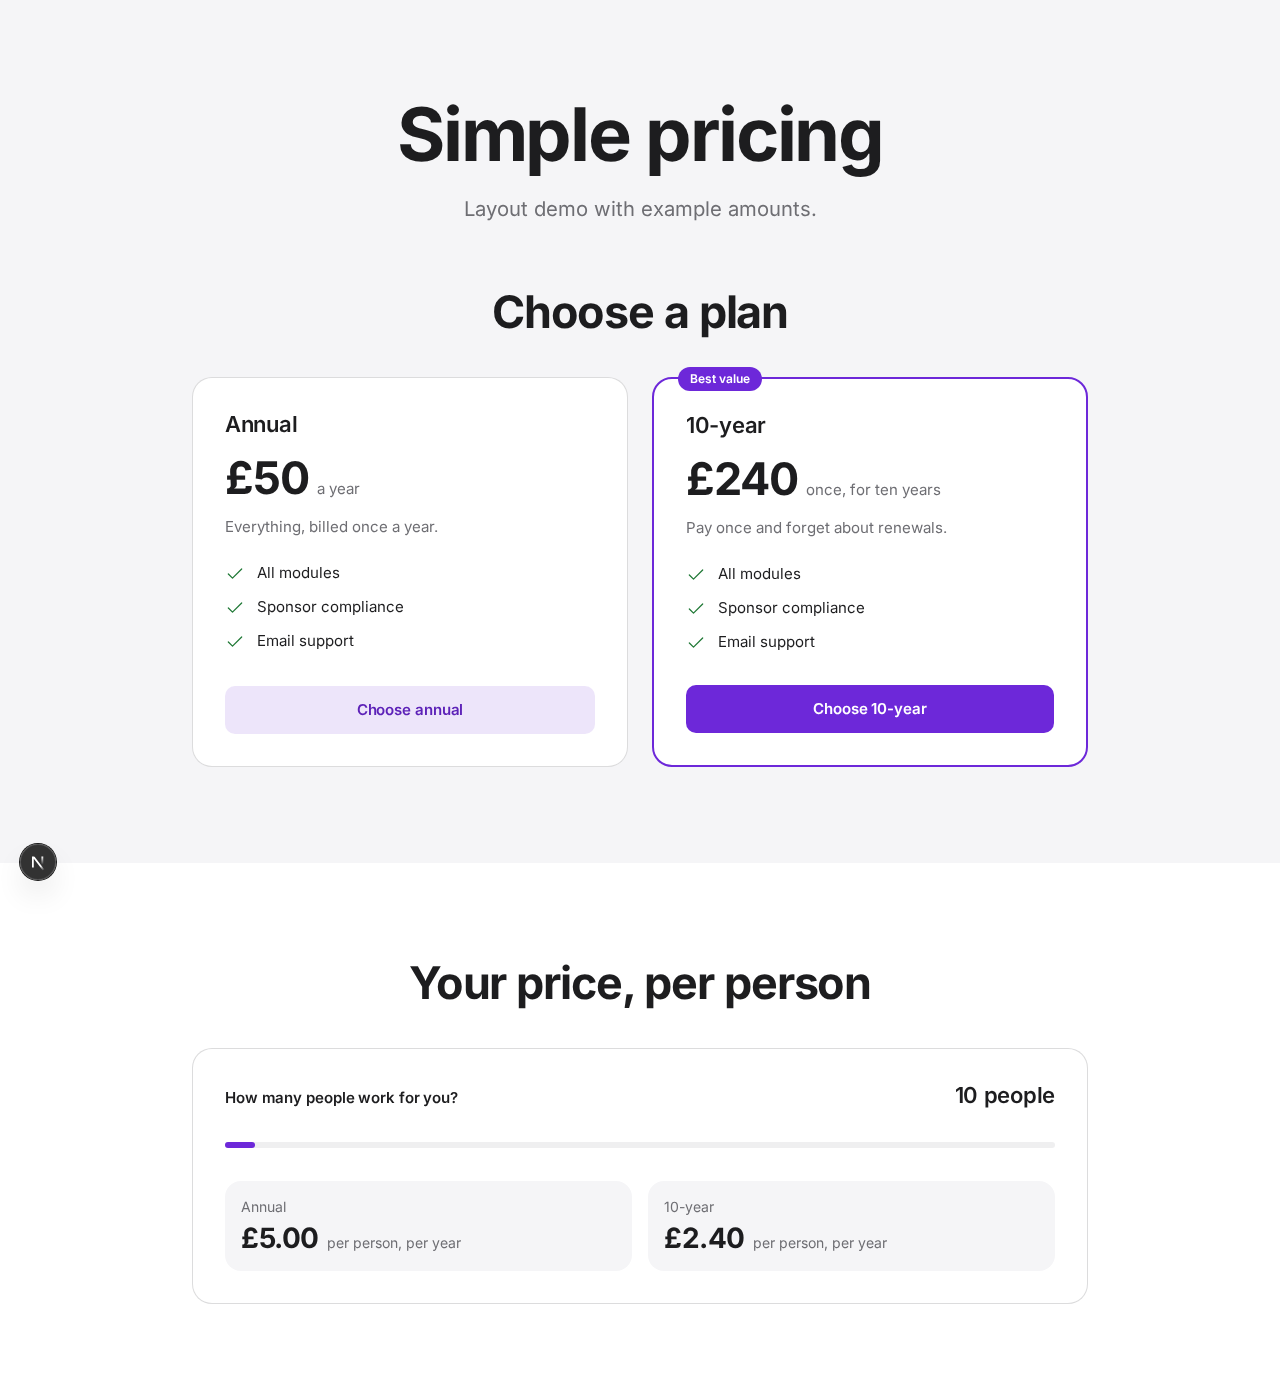 Simple pricing
Layout demo with example amounts.
Choose a plan
Annual
£50 a year
Everything, billed once a year.
All modules
Sponsor compliance
Email support
Choose annual
Best value
10-year
£240 once, for ten years
Pay once and forget about renewals.
All modules
Sponsor compliance
Email support
Choose 10-year
N
Your price, per person
How many people work for you?
10 people
Annual
£5.00 per person, per year
10-year
£2.40 per person, per year